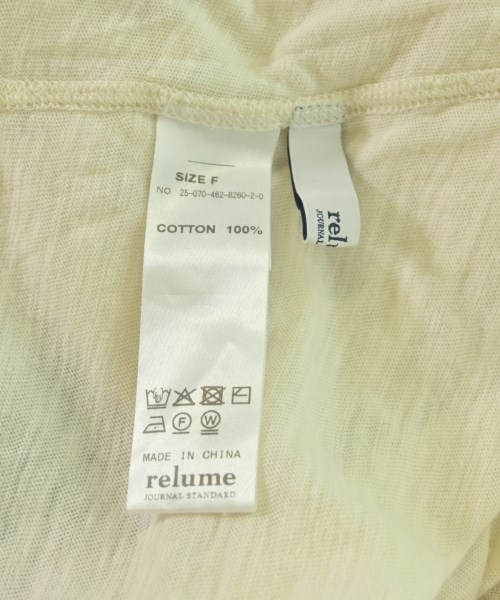 SIZE F
NO 25-070-462-8260-2-0
COTTON 100%
F W
MADE IN CHINA
relume
JOURNAL STANDARD
rel
JOURNAL